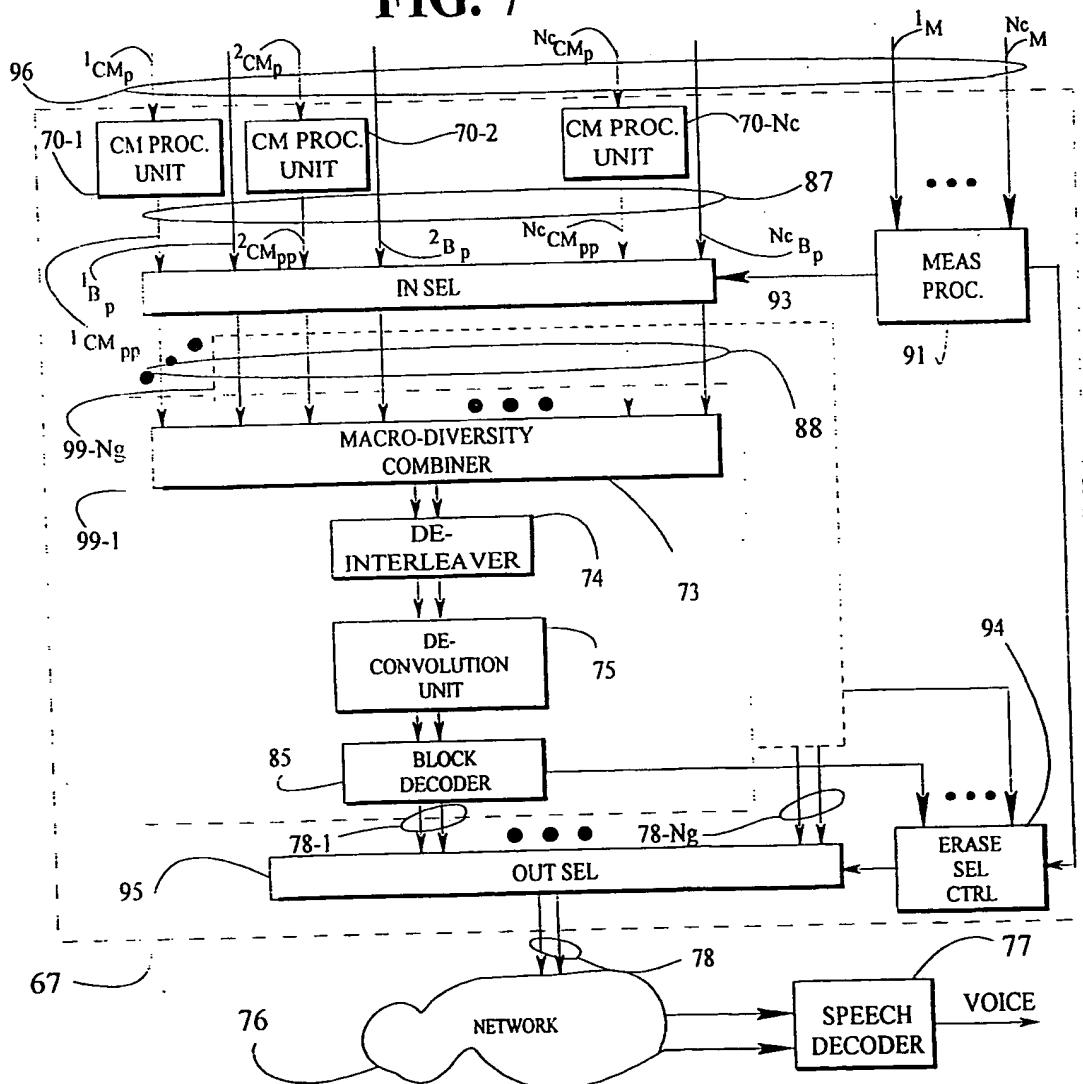 FIG. 7
1CMp
2CMp
NcCMp
1M
NcM
96
CM PROC.
UNIT
CM PROC.
UNIT
CM PROC.
UNIT
70-1
70-2
70-Nc
87
2CMpp
2Bp
NcCMpp
NcBp
1Bp
1CMpp
IN SEL
93
MEAS
PROC.
91
88
99-Ng
MACRO-DIVERSITY
COMBINER
99-1
DE-
INTERLEAVER
74
73
DE-
CONVOLUTION
UNIT
75
94
85
BLOCK
DECODER
78-1
78-Ng
OUT SEL
95
ERASE
SEL
CTRL
67
78
77
76
NETWORK
SPEECH
DECODER
VOICE